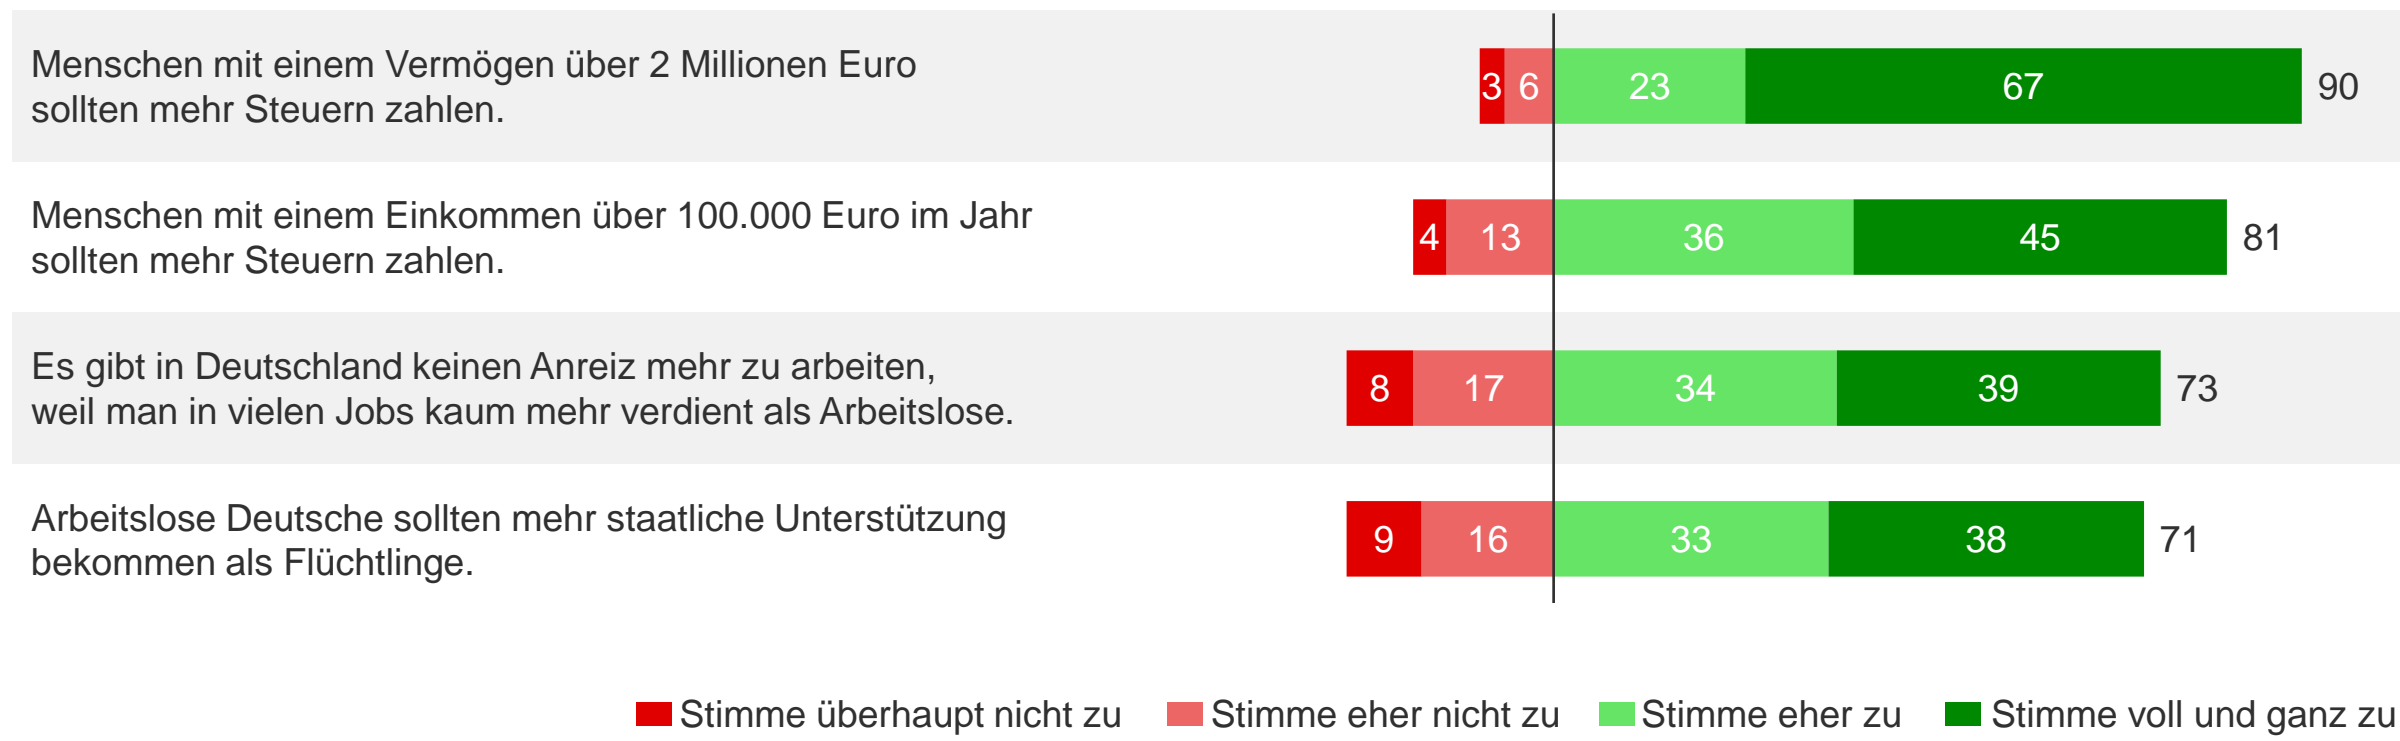 Menschen mit einem Vermögen über 2 Millionen Euro
sollten mehr Steuern zahlen.
3 6 23 67 90
Menschen mit einem Einkommen über 100.000 Euro im Jahr
sollten mehr Steuern zahlen.
4 13 36 45 81
Es gibt in Deutschland keinen Anreiz mehr zu arbeiten,
weil man in vielen Jobs kaum mehr verdient als Arbeitslose.
8 17 34 39 73
Arbeitslose Deutsche sollten mehr staatliche Unterstützung
bekommen als Flüchtlinge.
9 16 33 38 71
Stimme überhaupt nicht zu Stimme eher nicht zu Stimme eher zu Stimme voll und ganz zu